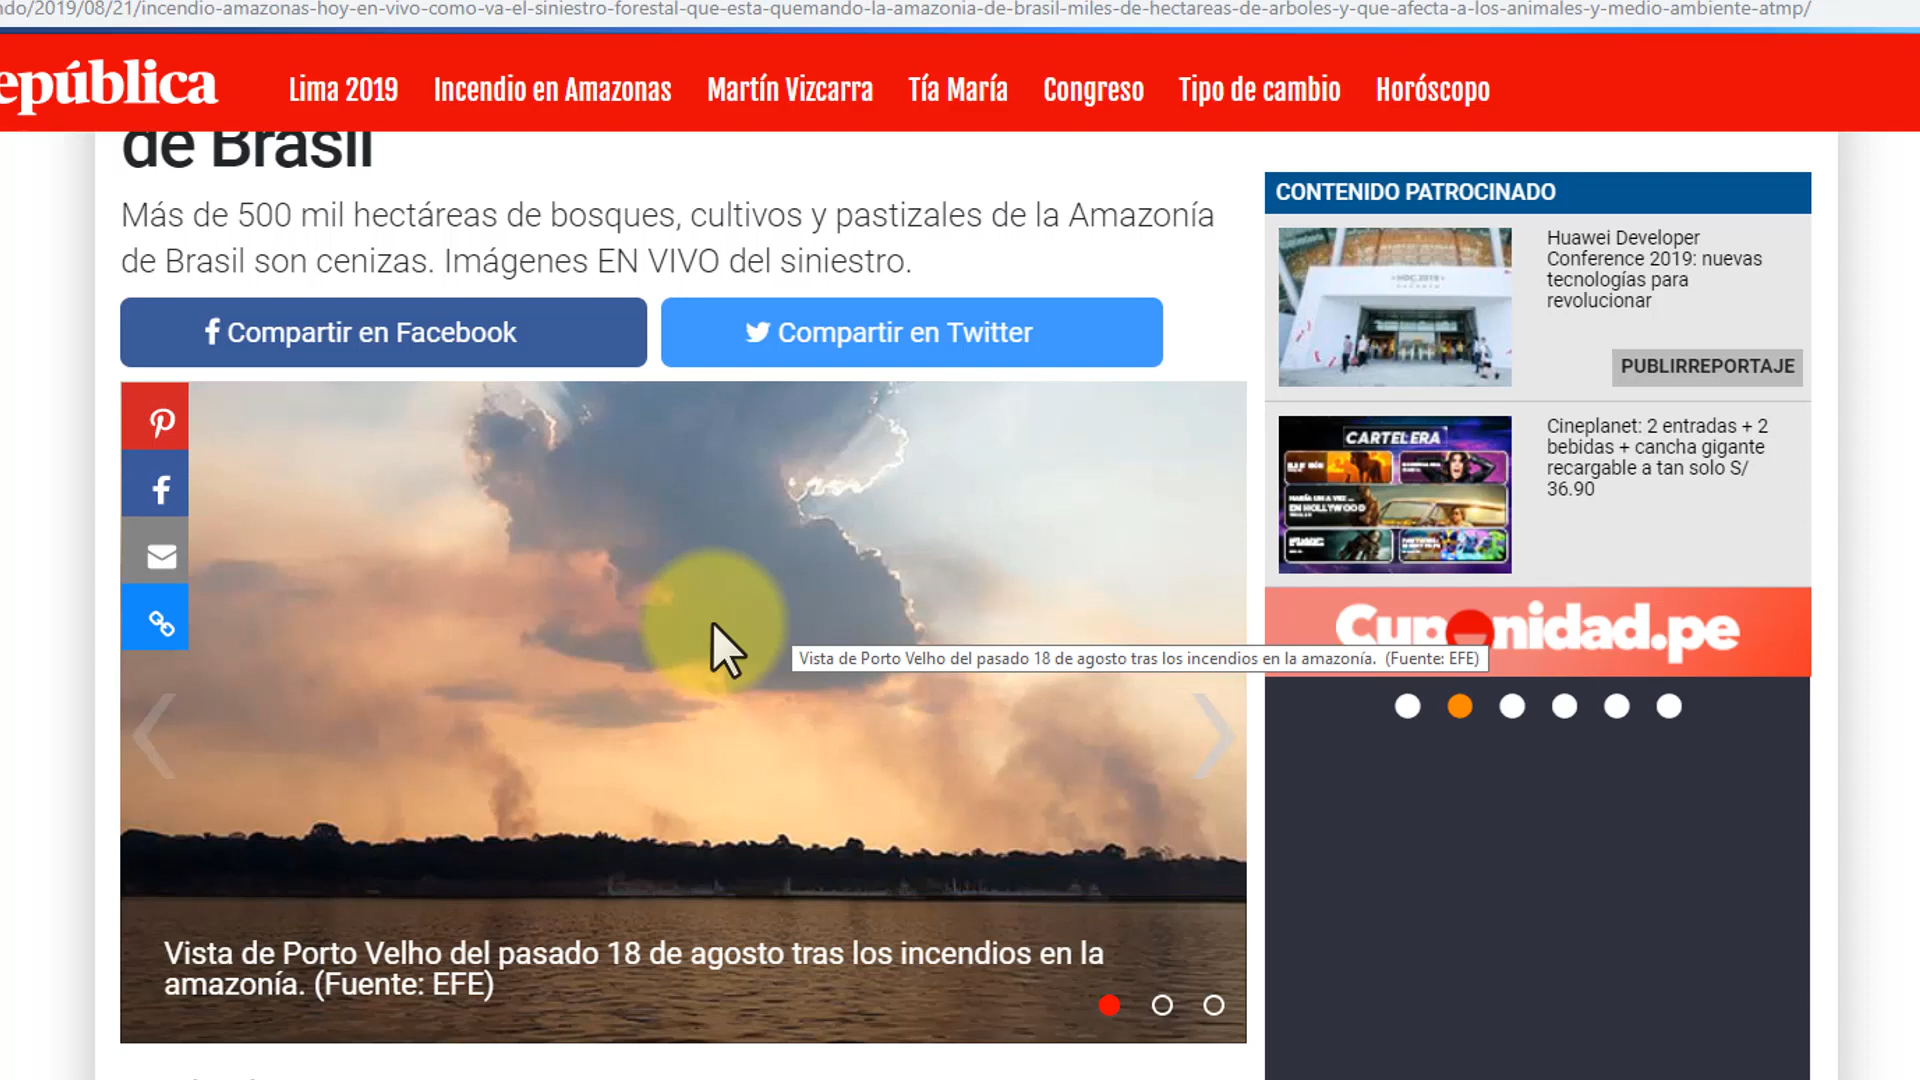 ndo/2019/08/21/incendio-amazonas-hoy-en-vivo-como-va-el-siniestro-forestal-que-esta-quemando-la-amazonia-de-brasil-miles-de-hectareas-de-arboles-y-que-afecta-a-los-animales-y-medio-ambiente-atmp/
epública
Lima 2019 Incendio en Amazonas Martín Vizcarra Tía María Congreso Tipo de cambio Horóscopo
de Brasil
Más de 500 mil hectáreas de bosques, cultivos y pastizales de la Amazonía
de Brasil son cenizas. Imágenes EN VIVO del siniestro.
Compartir en Facebook
Compartir en Twitter
Vista de Porto Velho del pasado 18 de agosto tras los incendios en la amazonía. (Fuente: EFE)
Vista de Porto Velho del pasado 18 de agosto tras los incendios en la
amazonía. (Fuente: EFE)
CONTENIDO PATROCINADO
Huawei Developer
Conference 2019: nuevas
tecnologías para
revolucionar
PUBLIRREPORTAJE
CARTELERA
EN HOLLYWOOD
Cineplanet: 2 entradas + 2
bebidas + cancha gigante
recargable a tan solo S/
36.90
Cuponidad.pe